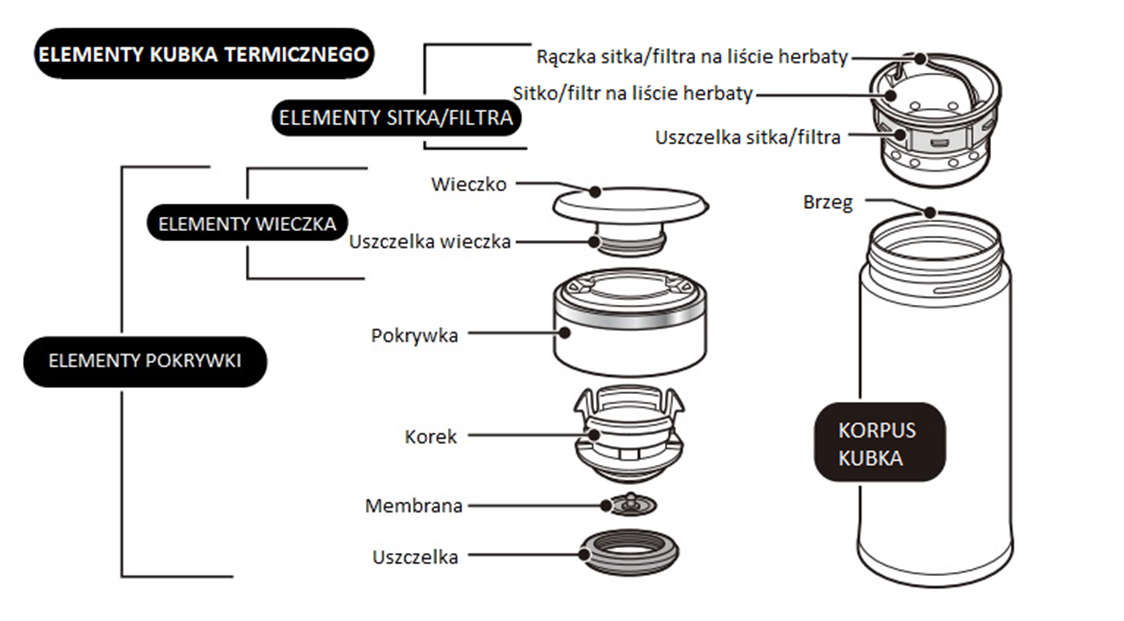 ELEMENTY KUBKA TERMICZNEGO
Rączka sitka/filtra na liście herbaty
Sitko/filtr na liście herbaty
ELEMENTY SITKA/FILTRA
Uszczelka sitka/filtra
Wieczko
Brzeg
ELEMENTY WIECZKA
Uszczelka wieczka
Pokrywka
ELEMENTY POKRYWKI
Korek
KORPUS
KUBKA
Membrana
Uszczelka